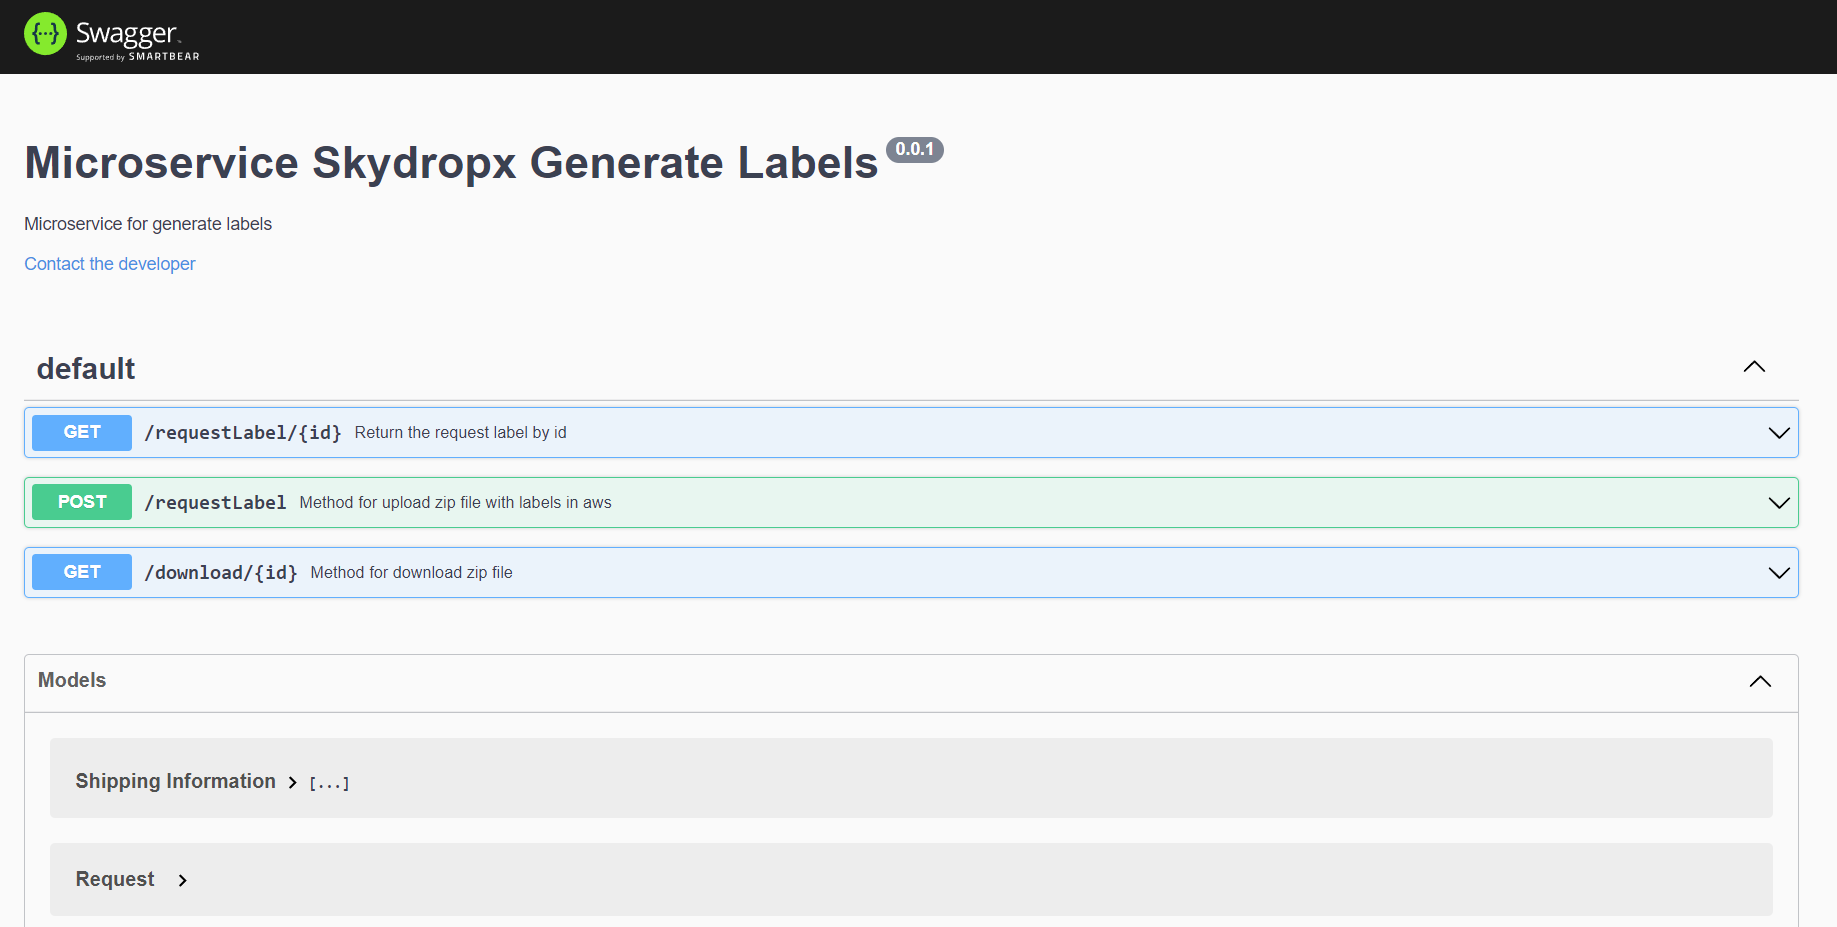 {···} Swagger
Supported by SMARTBEAR
Microservice Skydropx Generate Labels 0.0.1
Microservice for generate labels
Contact the developer
default
GET /requestLabel/{id} Return the request label by id
POST /requestLabel Method for upload zip file with labels in aws
GET /download/{id} Method for download zip file
Models
Shipping Information > [...]
Request >